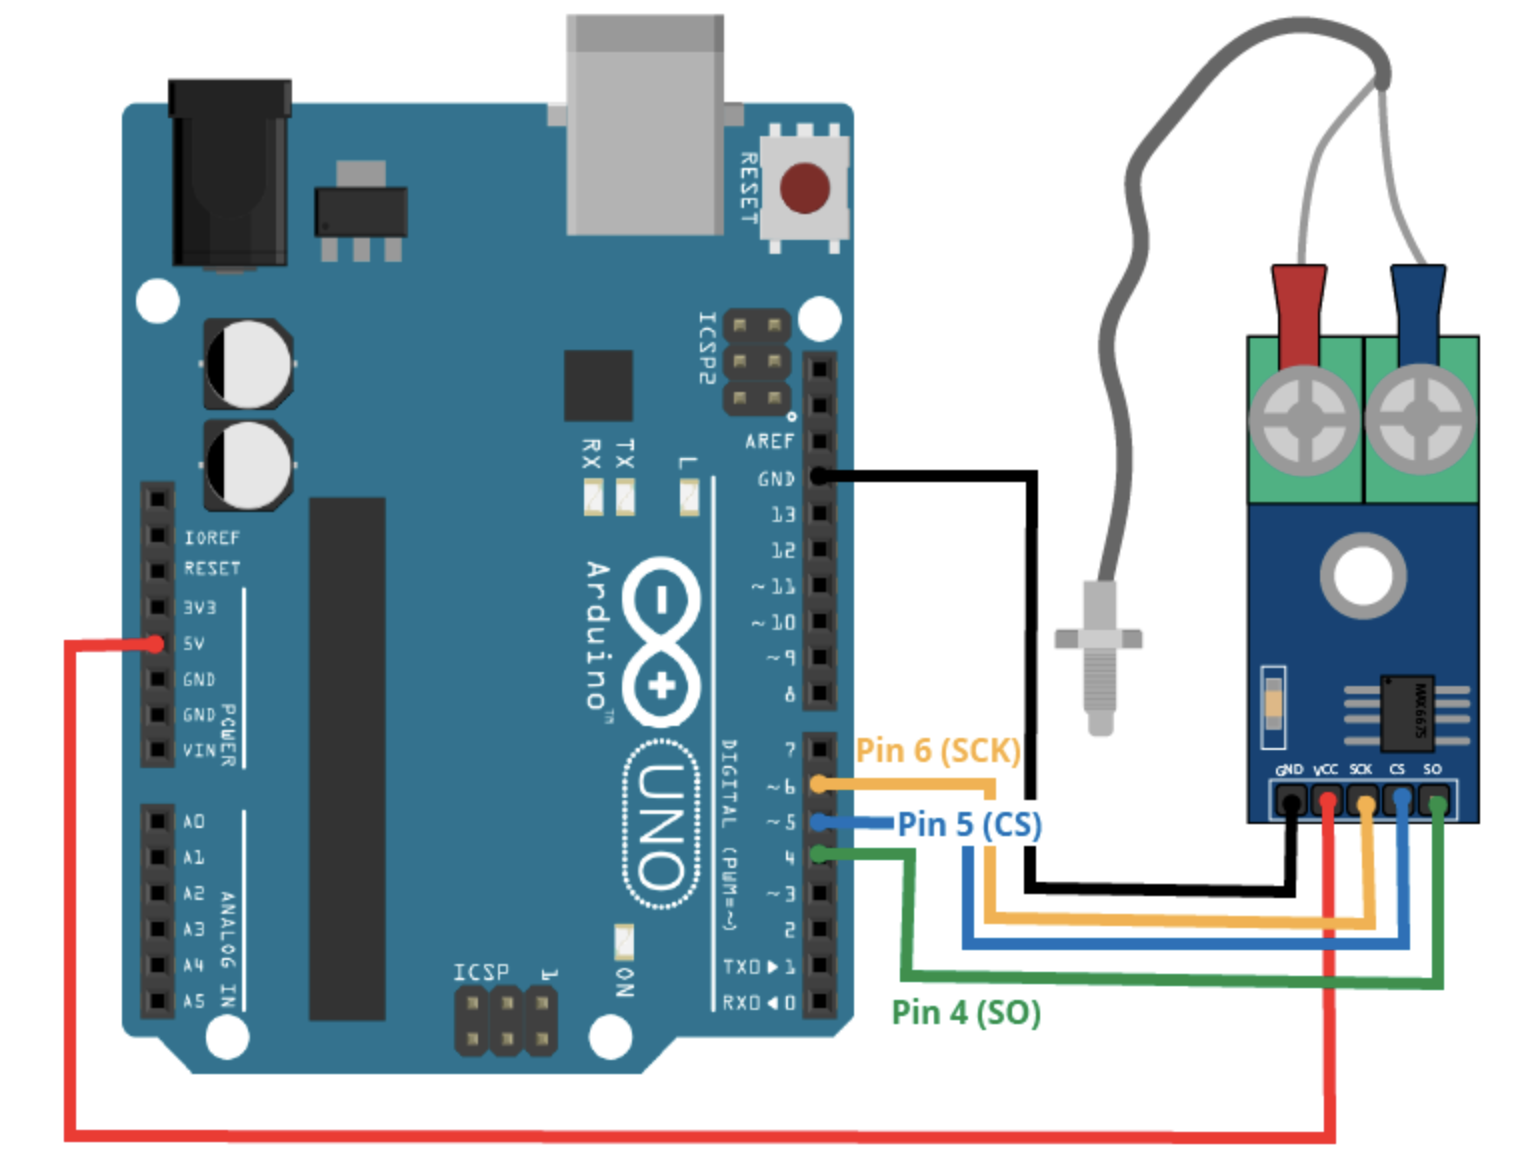 RESET
ICSP2
AREF
GND
13
12
~11
~10
~9
8
RX
TX
L
Arduino™
UNO
IOREF
RESET
3V3
5V
GND
GND
VIN
POWER
A0
A1
A2
A3
A4
A5
ANALOG IN
7
~6
~5
4
~3
2
TX0▶1
RX0◀0
DIGITAL (PWM=~)
ICSP
1
ON
Pin 6 (SCK)
Pin 5 (CS)
Pin 4 (SO)
MAX6675
GND VCC SCK CS SO